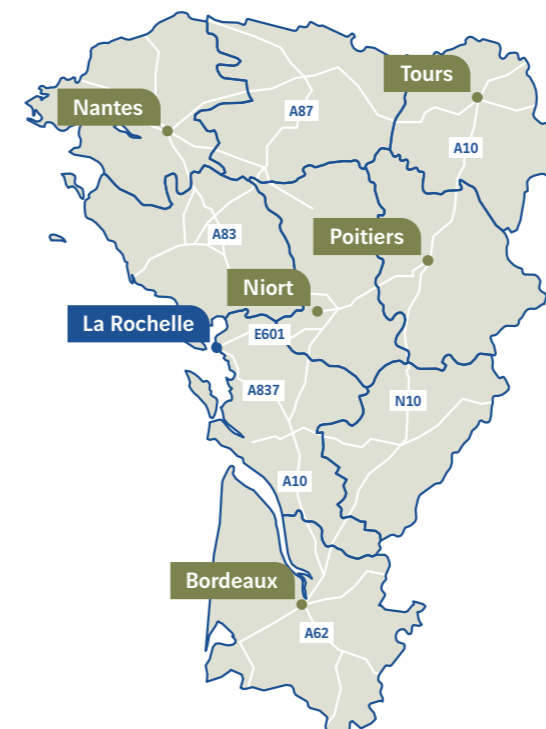 Tours
Nantes
A87
A10
A83
Poitiers
Niort
La Rochelle
E601
A837
N10
A10
Bordeaux
A62